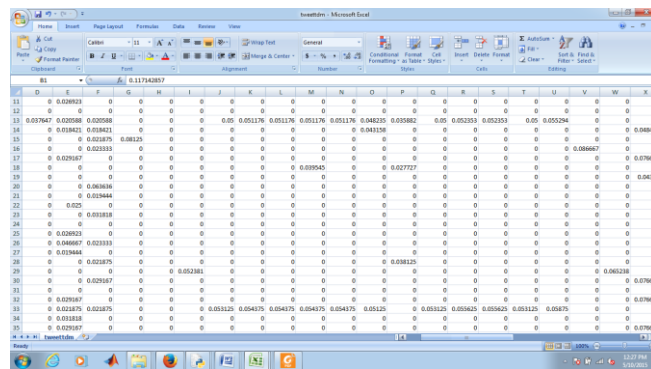 tweettdm - Microsoft Excel
Home Insert Page Layout Formulas Data Review View
Cut Calibri 11 Wrap Text General AutoSum
Copy Fill
Paste Format Painter B I U Merge & Center $ % , Conditional Format Cell Insert Delete Format Clear Sort & Find &
Formatting as Table Styles Filter Select
Clipboard Font Alignment Number Styles Cells Editing
B1 fx 0.117142857
D E F G H I J K L M N O P Q R S T U V W X
11 0 0.026923 0 0 0 0 0 0 0 0 0 0 0 0 0 0 0 0 0 0
12 0 0 0 0 0 0 0 0 0 0 0 0 0 0 0 0 0 0 0 0
13 0.037647 0.020588 0.020588 0 0 0 0.05 0.051176 0.051176 0.051176 0.051176 0.048235 0.035882 0.05 0.052353 0.052353 0.05 0.055294 0 0
14 0 0.018421 0.018421 0 0 0 0 0 0 0 0 0.043158 0 0 0 0 0 0 0 0
15 0 0 0.021875 0.08125 0 0 0 0 0 0 0 0 0 0 0 0 0 0 0 0
16 0 0 0.023333 0 0 0 0 0 0 0 0 0 0 0 0 0 0 0 0.086667 0
17 0 0.029167 0 0 0 0 0 0 0 0 0 0 0 0 0 0 0 0 0 0 0.0766
18 0 0 0 0 0 0 0 0 0 0.039545 0 0 0.027727 0 0 0 0 0 0 0
19 0 0 0 0 0 0 0 0 0 0 0 0 0 0 0 0 0 0 0 0
20 0 0 0.063636 0 0 0 0 0 0 0 0 0 0 0 0 0 0 0 0 0
21 0 0 0.019444 0 0 0 0 0 0 0 0 0 0 0 0 0 0 0 0 0
22 0 0.025 0 0 0 0 0 0 0 0 0 0 0 0 0 0 0 0 0 0
23 0 0 0.031818 0 0 0 0 0 0 0 0 0 0 0 0 0 0 0 0 0
24 0 0 0 0 0 0 0 0 0 0 0 0 0 0 0 0 0 0 0 0
25 0 0.026923 0 0 0 0 0 0 0 0 0 0 0 0 0 0 0 0 0 0
26 0 0.046667 0.023333 0 0 0 0 0 0 0 0 0 0 0 0 0 0 0 0 0
27 0 0.019444 0 0 0 0 0 0 0 0 0 0 0 0 0 0 0 0 0 0
28 0 0 0.021875 0 0 0 0 0 0 0 0 0 0.038125 0 0 0 0 0 0 0
29 0 0 0 0 0 0.052381 0 0 0 0 0 0 0 0 0 0 0 0 0 0.065238
30 0 0 0.029167 0 0 0 0 0 0 0 0 0 0 0 0 0 0 0 0 0 0.0766
31 0 0 0 0 0 0 0 0 0 0 0 0 0 0 0 0 0 0 0 0
32 0 0.029167 0 0 0 0 0 0 0 0 0 0 0 0 0 0 0 0 0 0 0.0766
33 0 0.021875 0.021875 0 0 0 0.053125 0.054375 0.054375 0.054375 0.054375 0.05125 0 0.053125 0.055625 0.055625 0.053125 0.05875 0 0
34 0 0.031818 0 0 0 0 0 0 0 0 0 0 0 0 0 0 0 0 0 0
35 0 0.029167 0 0 0 0 0 0 0 0 0 0 0 0 0 0 0 0 0 0 0.0766
tweettdm
Ready 100%
12:27 PM
5/10/2015